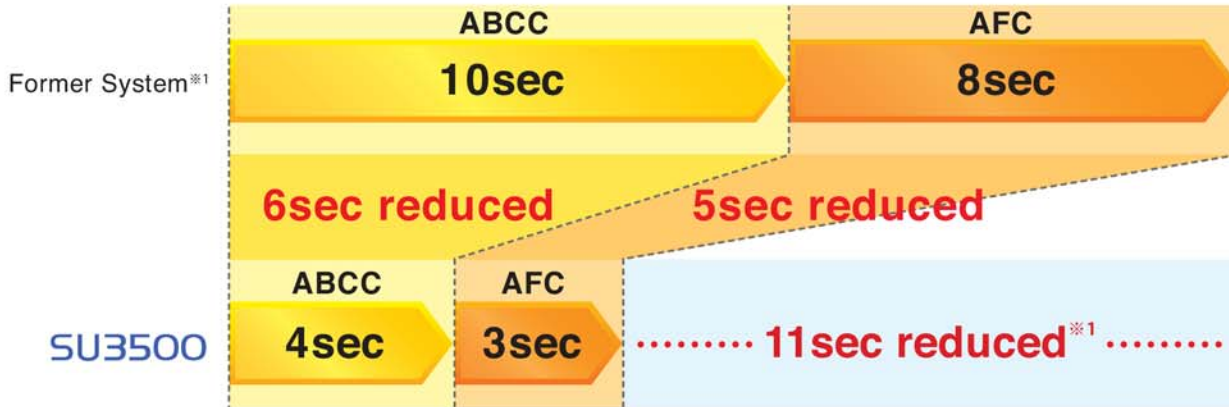 ABCC AFC
Former System※1 10sec 8sec
6sec reduced 5sec reduced
ABCC AFC
SU3500 4sec 3sec ········· 11sec reduced※1 ·········